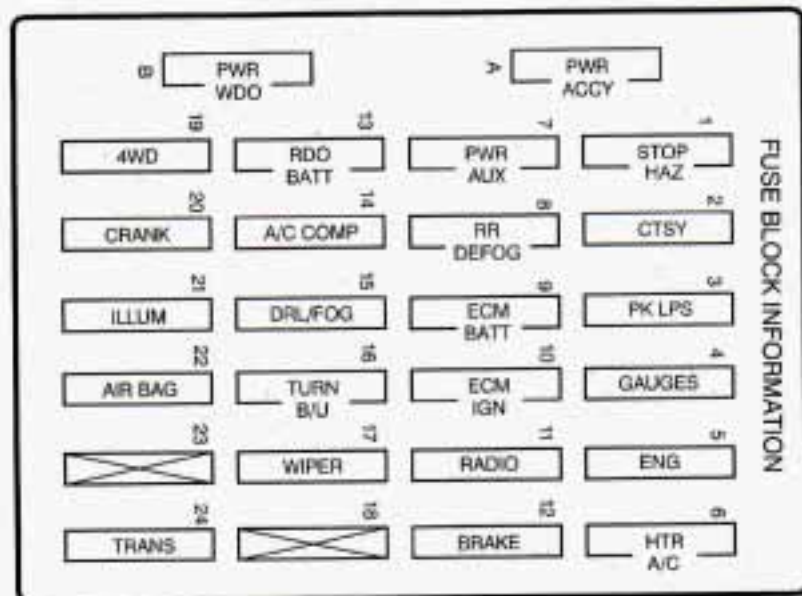 FUSE BLOCK INFORMATION
B
PWR
WDO
A
PWR
ACCY
19
4WD
13
RDO
BATT
7
PWR
AUX
1
STOP
HAZ
20
CRANK
14
A/C COMP
8
RR
DEFOG
2
CTSY
21
ILLUM
15
DRL/FOG
9
ECM
BATT
3
PK LPS
22
AIR BAG
16
TURN
B/U
10
ECM
IGN
4
GAUGES
23
17
WIPER
11
RADIO
5
ENG
24
TRANS
18
12
BRAKE
6
HTR
A/C